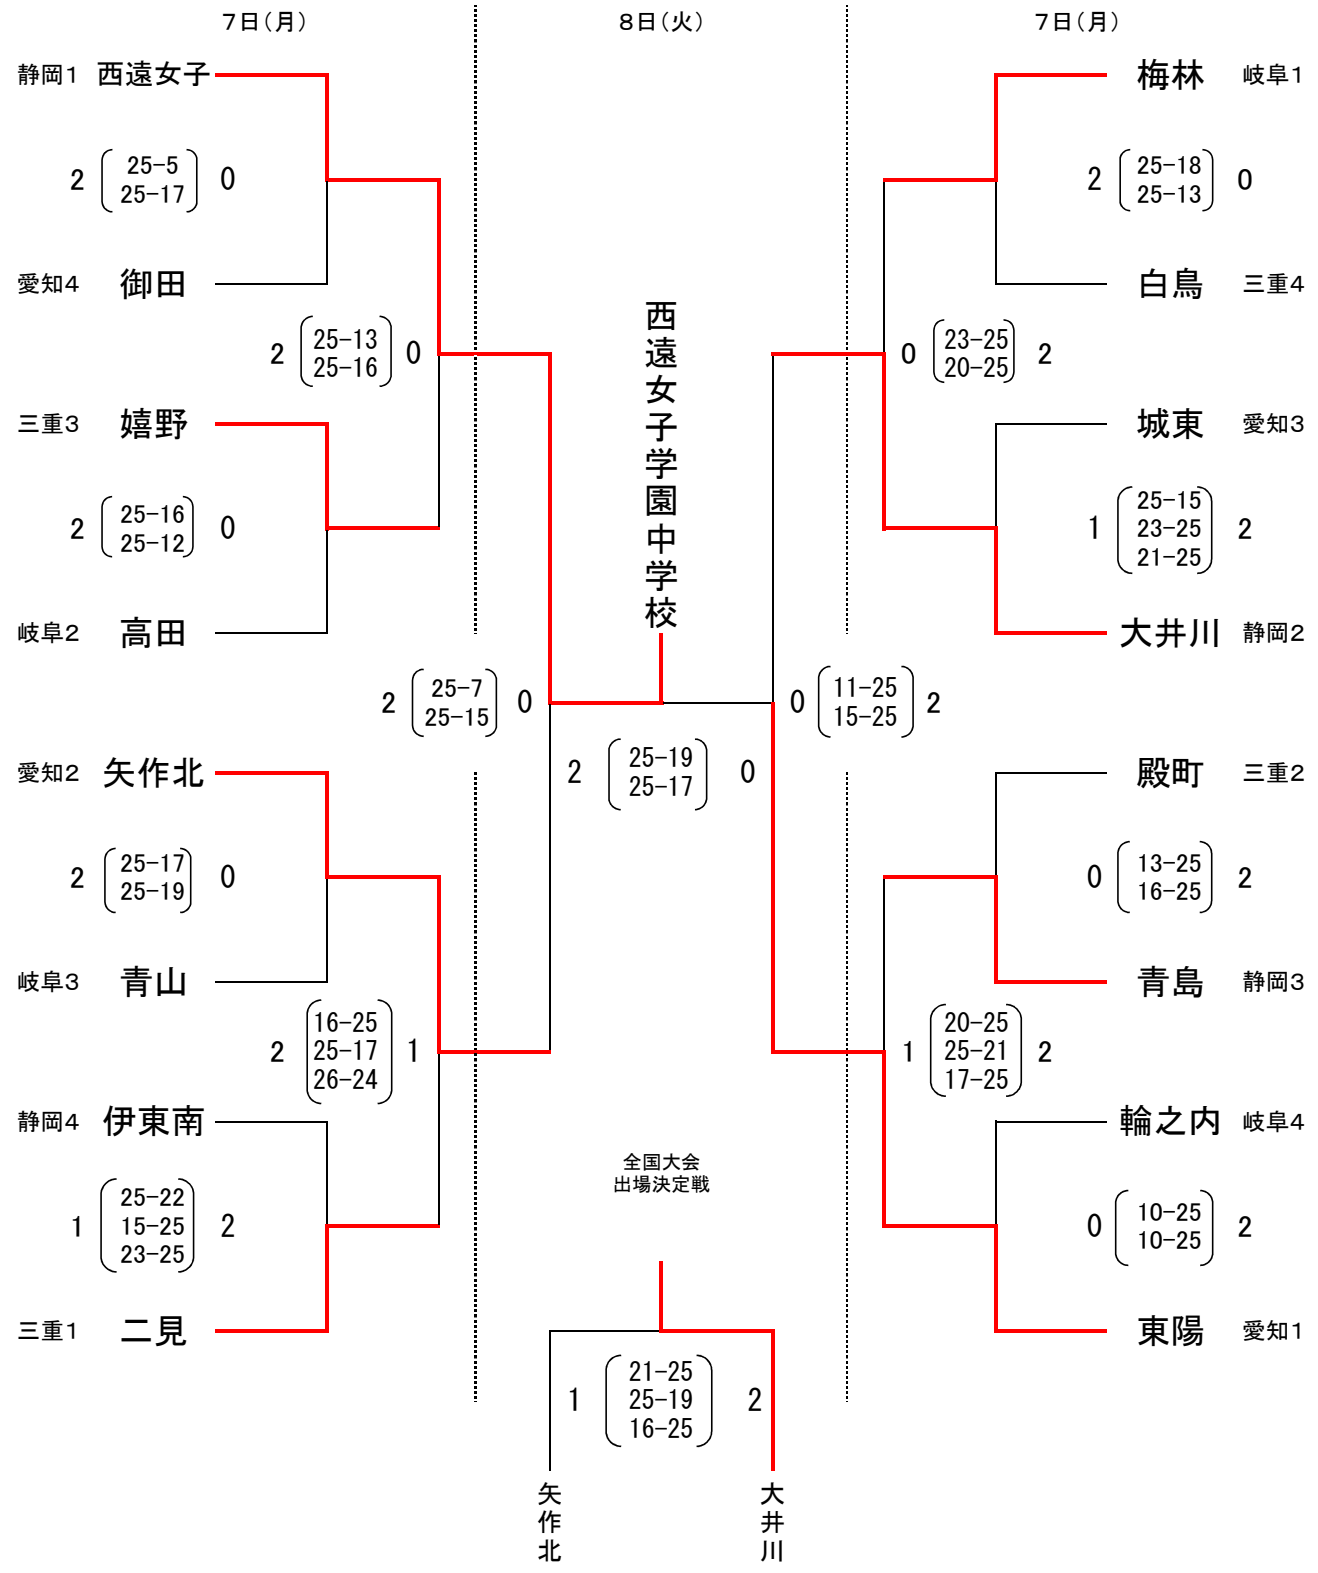 7日(月)
8日(火)
7日(月)
静岡1 西遠女子
梅林 岐阜1
2 25-5 0
25-17
2 25-18 0
25-13
愛知4 御田
白鳥 三重4
西遠女子学園中学校
2 25-13 0
25-16
0 23-25 2
20-25
三重3 嬉野
城東 愛知3
2 25-16 0
25-12
1 25-15 2
23-25
21-25
岐阜2 高田
大井川 静岡2
2 25-7 0
25-15
0 11-25 2
15-25
2 25-19 0
25-17
愛知2 矢作北
殿町 三重2
2 25-17 0
25-19
0 13-25 2
16-25
岐阜3 青山
青島 静岡3
2 16-25 1
25-17
26-24
1 20-25 2
25-21
17-25
静岡4 伊東南
輪之内 岐阜4
全国大会
出場決定戦
1 25-22 2
15-25
23-25
0 10-25 2
10-25
三重1 二見
東陽 愛知1
1 21-25 2
25-19
16-25
矢作北
大井川